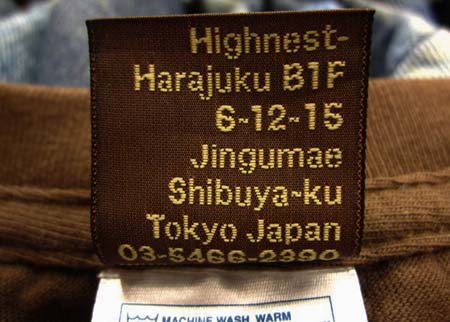 Highnest-
Harajuku B1F
6-12-15
Jingumae
Shibuya-ku
Tokyo Japan
03-5466-2390
MACHINE WASH WARM